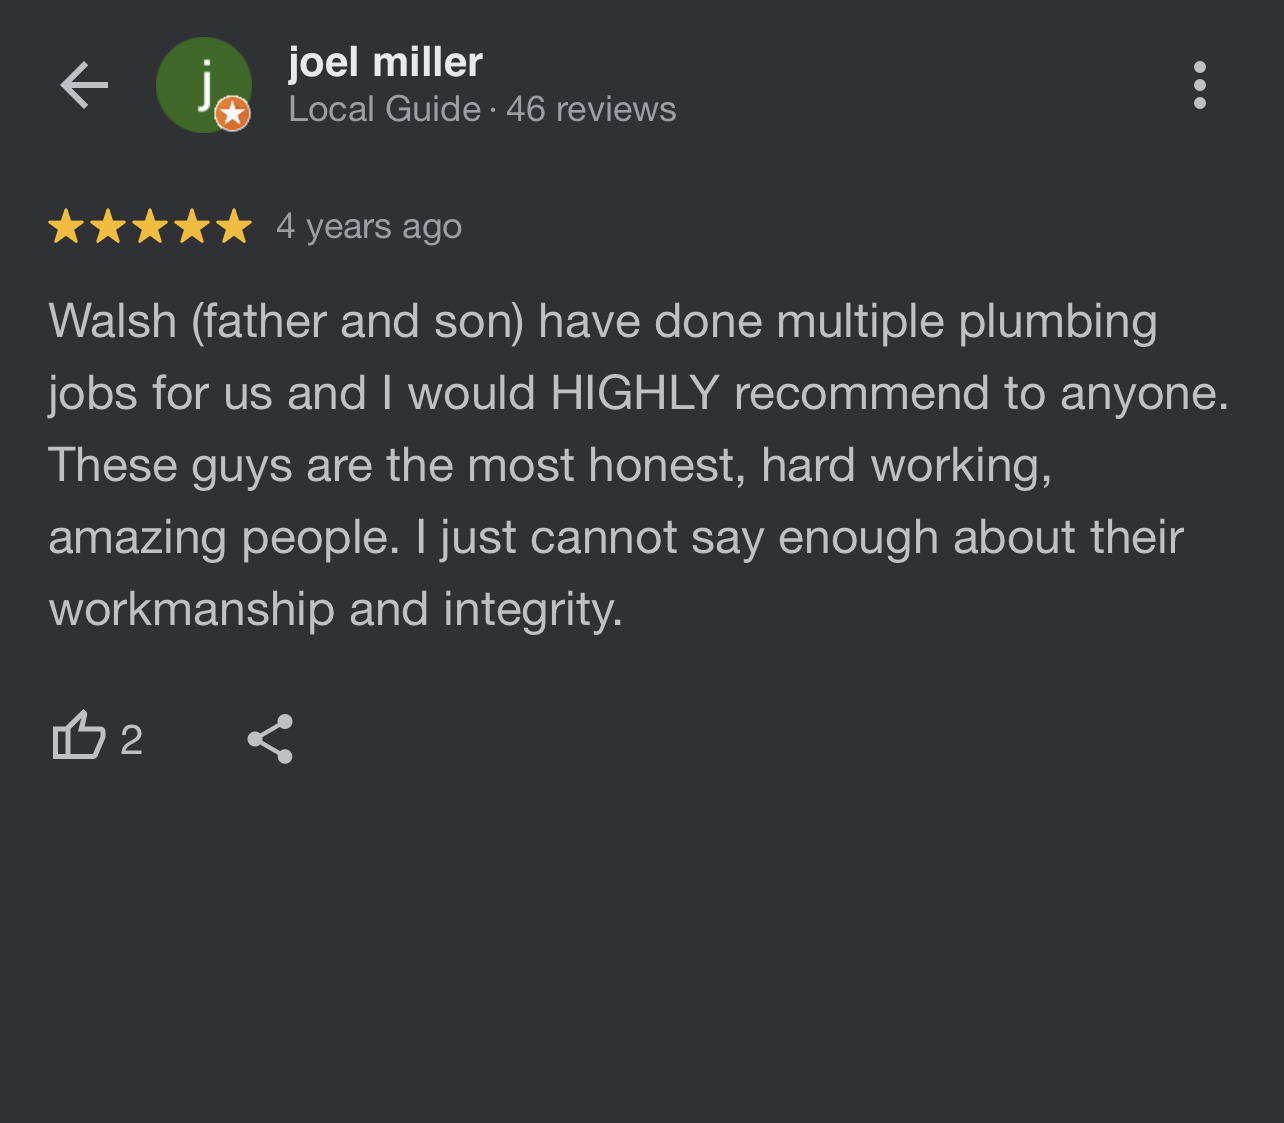 j
joel miller
Local Guide · 46 reviews
4 years ago
Walsh (father and son) have done multiple plumbing
jobs for us and I would HIGHLY recommend to anyone.
These guys are the most honest, hard working,
amazing people. I just cannot say enough about their
workmanship and integrity.
2